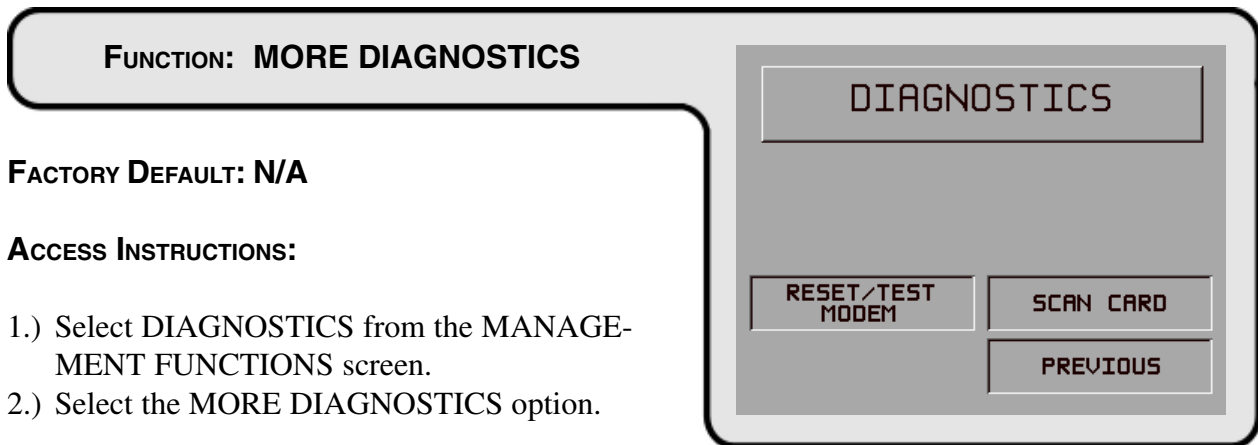 FUNCTION: MORE DIAGNOSTICS
FACTORY DEFAULT: N/A
ACCESS INSTRUCTIONS:
1.) Select DIAGNOSTICS from the MANAGE-
MENT FUNCTIONS screen.
2.) Select the MORE DIAGNOSTICS option.
DIAGNOSTICS
RESET/TEST
MODEM
SCAN CARD
PREVIOUS